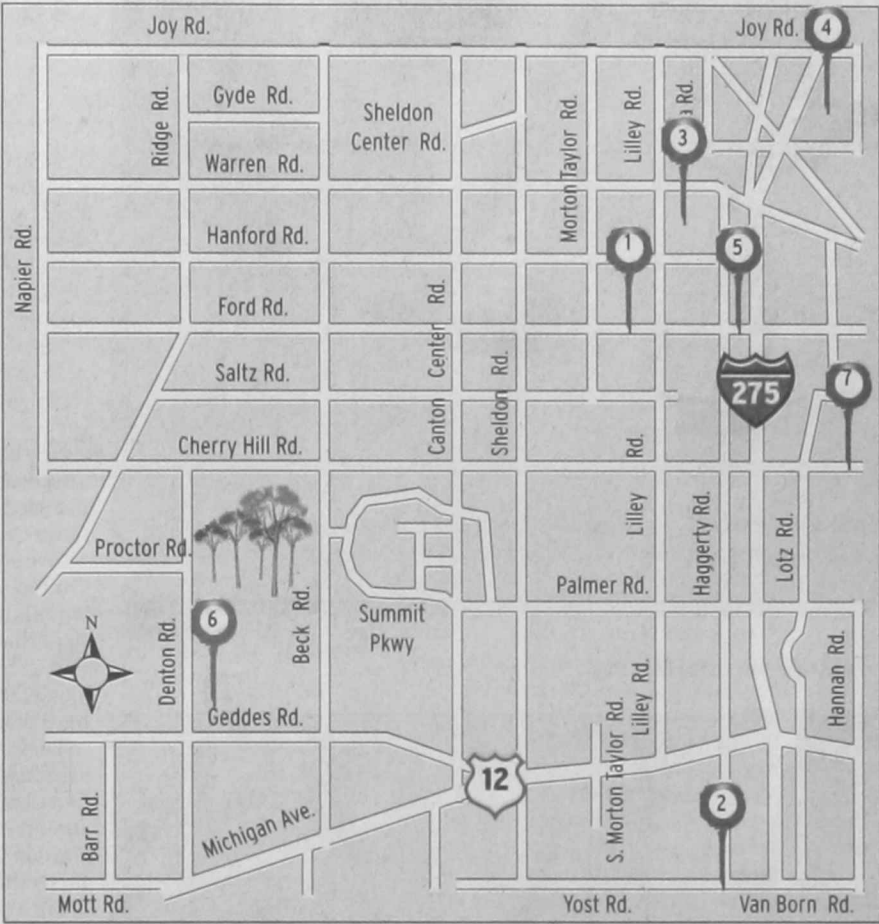 Joy Rd.
Joy Rd.
4
Ridge Rd.
Gyde Rd.
Sheldon
Center Rd.
Morton Taylor Rd.
Lilley Rd.
Rd.
3
Warren Rd.
Napier Rd.
Hanford Rd.
1
5
Ford Rd.
Canton Center Rd.
Sheldon Rd.
Saltz Rd.
275
7
Cherry Hill Rd.
Lilley Rd.
Haggerty Rd.
Lotz Rd.
Proctor Rd.
Palmer Rd.
6
Beck Rd.
Summit
Pkwy
N
Denton Rd.
Lilley Rd.
Hannan Rd.
Geddes Rd.
S. Morton Taylor Rd.
12
2
Barr Rd.
Michigan Ave.
Mott Rd.
Yost Rd.
Van Born Rd.